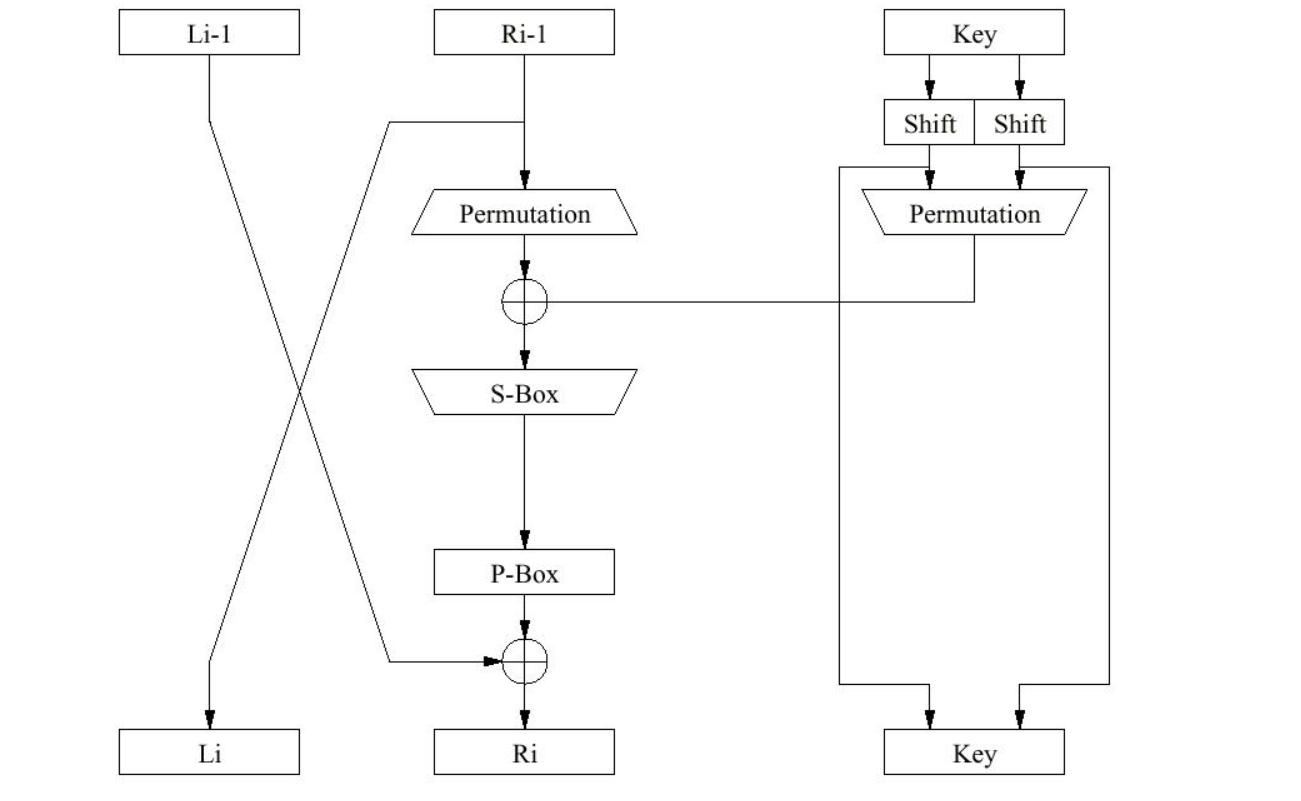 Li-1
Ri-1
Key
Shift
Shift
Permutation
Permutation
S-Box
P-Box
Li
Ri
Key